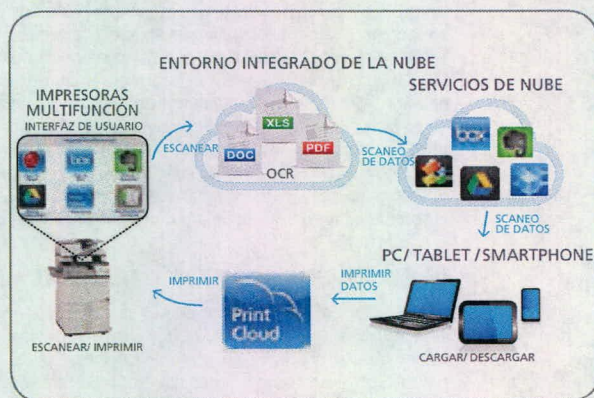 ENTORNO INTEGRADO DE LA NUBE
SERVICIOS DE NUBE
IMPRESORAS
MULTIFUNCIÓN
INTERFAZ DE USUARIO
box
ESCANEAR
DOC
XLS
PDF
OCR
SCANEO
DE DATOS
box
SCANEO
DE DATOS
PC/ TABLET /SMARTPHONE
IMPRIMIR
DATOS
IMPRIMIR
Print
Cloud
ESCANEAR/ IMPRIMIR
CARGAR/ DESCARGAR